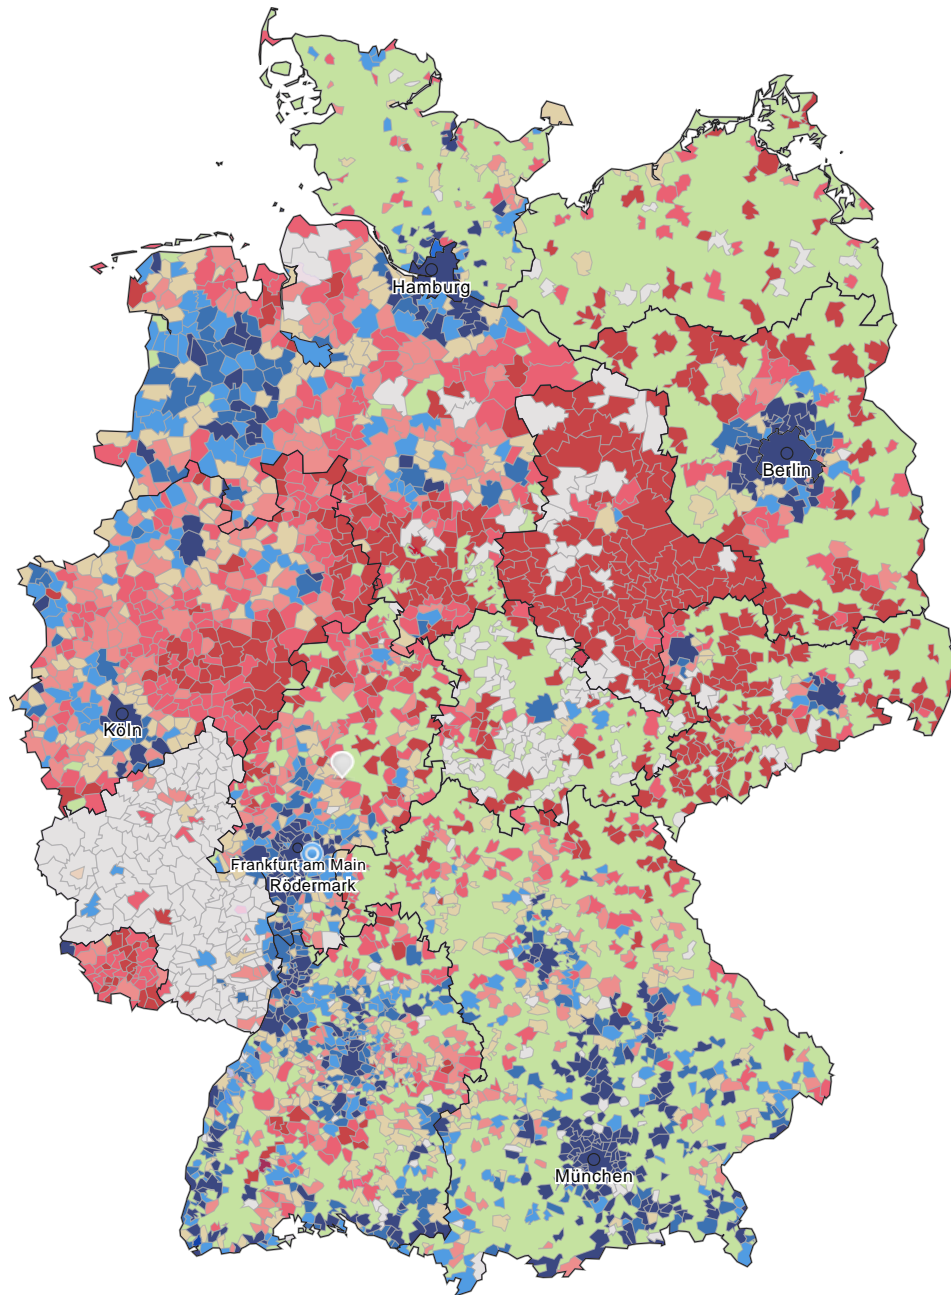 Hamburg
Berlin
Köln
Frankfurt am Main
Rödermark
München